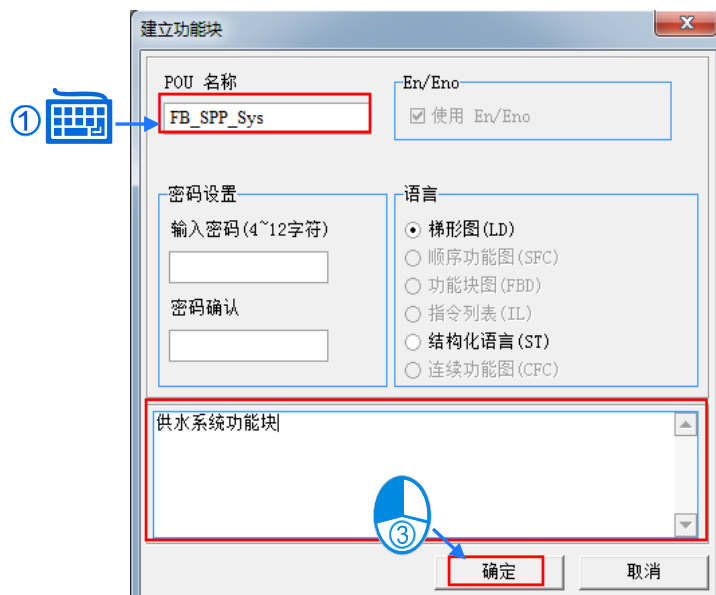 建立功能块
POU 名称
En/Eno
①
FB_SPP_Sys
使用 En/Eno
密码设置
语言
输入密码(4~12字符)
梯形图(LD)
顺序功能图(SFC)
功能块图(FBD)
密码确认
指令列表(IL)
结构化语言(ST)
连续功能图(CFC)
供水系统功能块
③
确定
取消